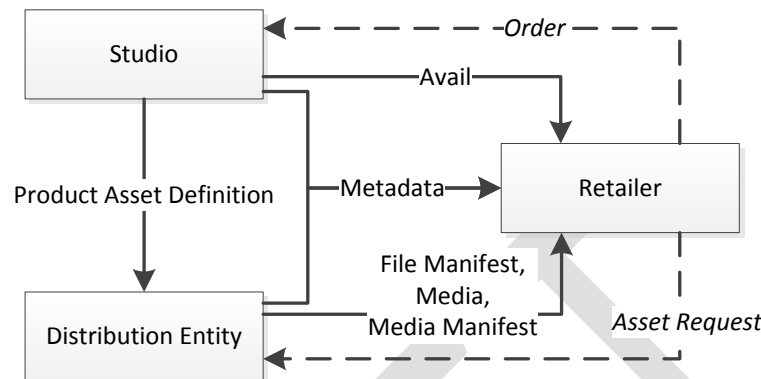 Order
Studio
Avail
Product Asset Definition
Metadata
Retailer
File Manifest,
Media,
Media Manifest
Asset Request
Distribution Entity